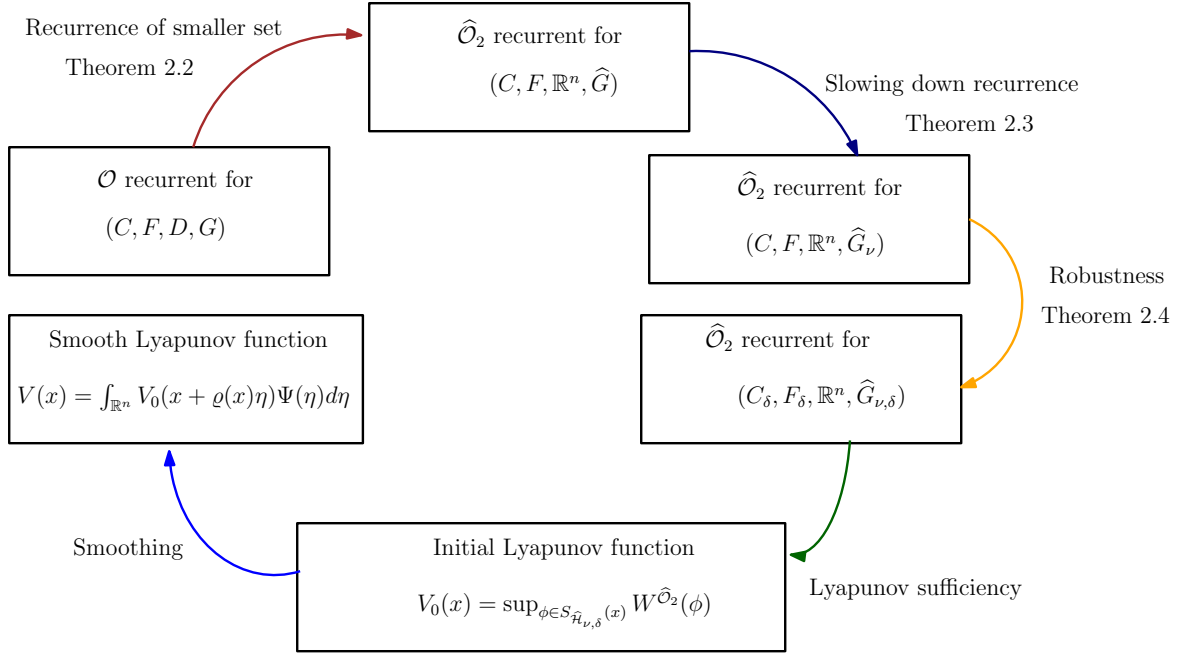 Recurrence of smaller set
Theorem 2.2
$\widehat{\mathcal{O}}_2$ recurrent for
$(C, F, \mathbb{R}^n, \widehat{G})$
Slowing down recurrence
Theorem 2.3
$\mathcal{O}$ recurrent for
$(C, F, D, G)$
$\widehat{\mathcal{O}}_2$ recurrent for
$(C, F, \mathbb{R}^n, \widehat{G}_\nu)$
Robustness
Theorem 2.4
$\widehat{\mathcal{O}}_2$ recurrent for
$(C_\delta, F_\delta, \mathbb{R}^n, \widehat{G}_{\nu,\delta})$
Smooth Lyapunov function
$V(x) = \int_{\mathbb{R}^n} V_0(x + \varrho(x)\eta)\Psi(\eta)d\eta$
Smoothing
Initial Lyapunov function
$V_0(x) = \sup_{\phi \in S_{\widehat{\mathcal{H}}_{\nu,\delta}}(x)} W^{\widehat{\mathcal{O}}_2}(\phi)$
Lyapunov sufficiency